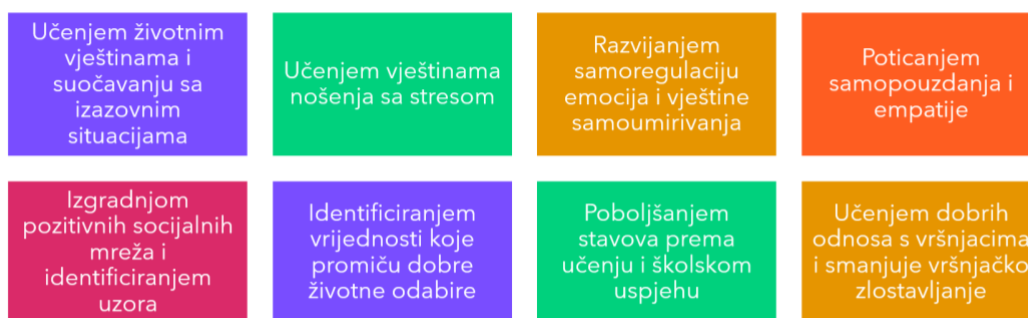 Učenjem životnim
vještinama i
suočavanju sa
izazovnim
situacijama
Učenjem vještinama
nošenja sa stresom
Razvijanjem
samoregulaciju
emocija i vještine
samoumirivanja
Poticanjem
samopouzdanja i
empatije
Izgradnjom
pozitivnih socijalnih
mreža i
identificiranjem
uzora
Identificiranjem
vrijednosti koje
promiču dobre
životne odabire
Poboljšanjem
stavova prema
učenju i školskom
uspjehu
Učenjem dobrih
odnosa s vršnjacima
i smanjuje vršnjačko
zlostavljanje